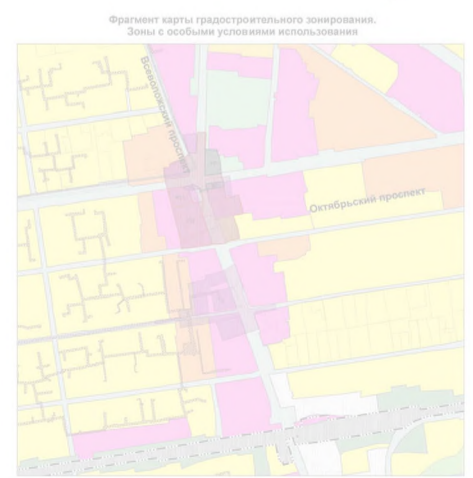 Фрагмент карты градостроительного зонирования.
Зоны с особыми условиями использования
Всеволожский проспект
Октябрьский проспект